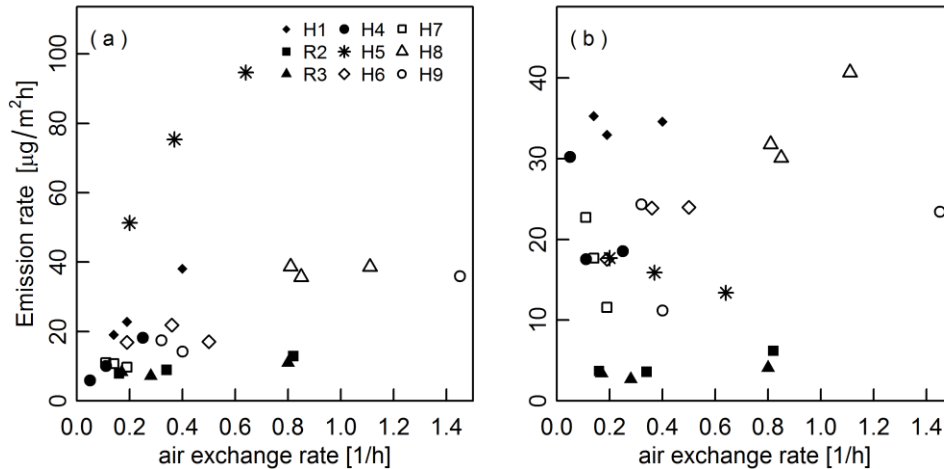 ( a )
H1 H4 H7
R2 H5 H8
R3 H6 H9
Emission rate [μg/m²h]
0 20 40 60 80 100
0.0 0.2 0.4 0.6 0.8 1.0 1.2 1.4
air exchange rate [1/h]
( b )
0 10 20 30 40
0.0 0.2 0.4 0.6 0.8 1.0 1.2 1.4
air exchange rate [1/h]